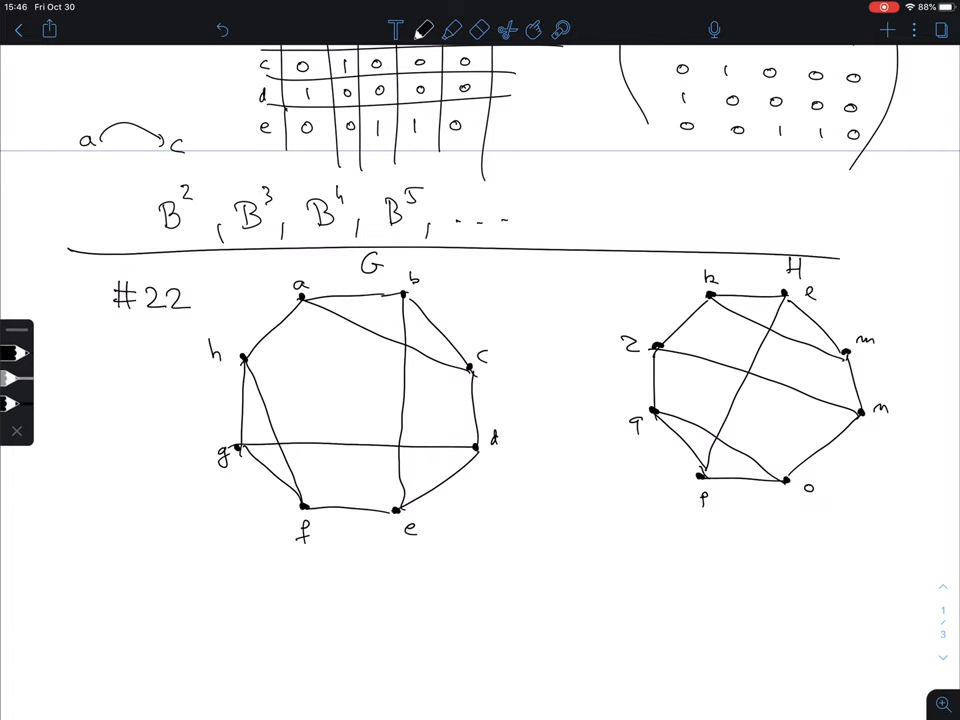 15:46 Fri Oct 30 88%
T
c 0 1 0 0 0
d 1 0 0 0 0
e 0 0 1 1 0
0 1 0 0 0
1 0 0 0 0
0 0 1 1 0
a c
B² , B³ , B⁴ , B⁵ , ....
#22
G
a b
h c
g d
f e
H
k l
r m
q n
p o
1
/
3